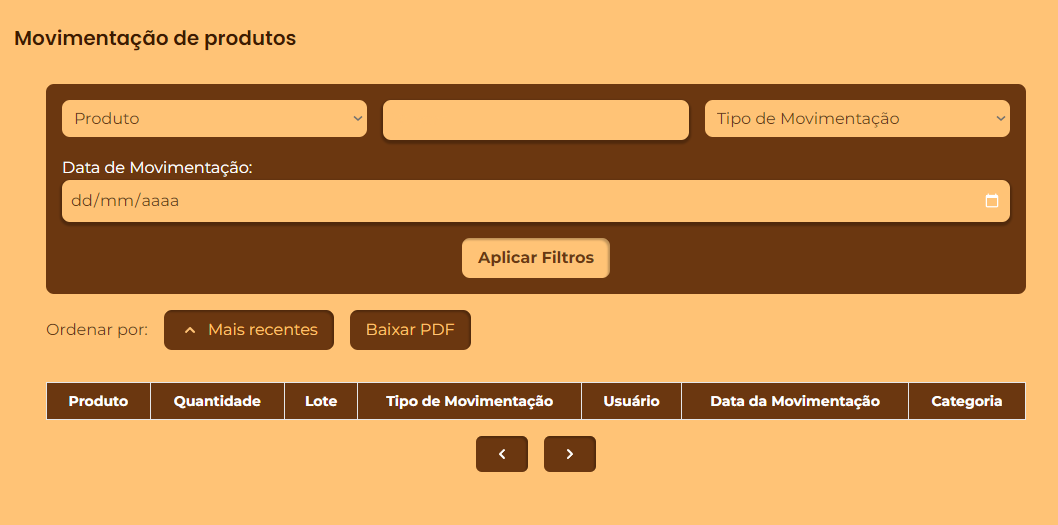 Movimentação de produtos
Produto Tipo de Movimentação
Data de Movimentação:
dd/mm/aaaa
Aplicar Filtros
Ordenar por: Mais recentes Baixar PDF
Produto Quantidade Lote Tipo de Movimentação Usuário Data da Movimentação Categoria